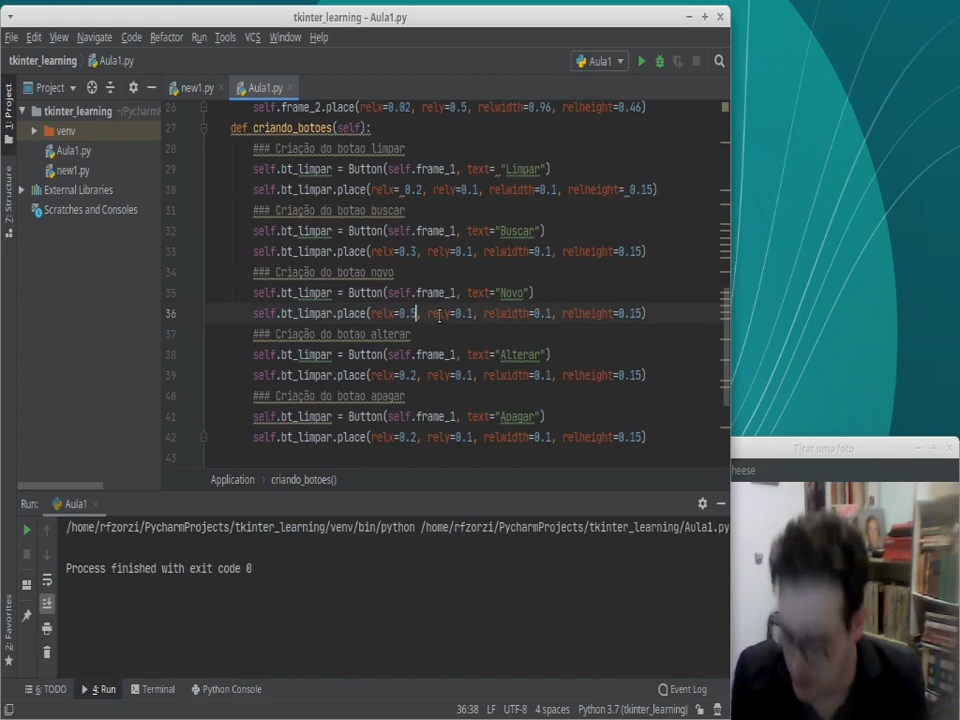 tkinter_learning – Aula1.py
File Edit View Navigate Code Refactor Run Tools VCS Window Help
tkinter_learning Aula1.py Aula1
Project new1.py Aula1.py
1: Project
7: Structure
2: Favorites
tkinter_learning ~/PycharmP
venv
Aula1.py
new1.py
External Libraries
Scratches and Consoles
26 self.frame_2.place(relx=0.02, rely=0.5, relwidth=0.96, relheight=0.46)
27 def criando_botoes(self):
28 ### Criação do botao limpar
29 self.bt_limpar = Button(self.frame_1, text= "Limpar")
30 self.bt_limpar.place(relx= 0.2, rely=0.1, relwidth=0.1, relheight= 0.15)
31 ### Criação do botao buscar
32 self.bt_limpar = Button(self.frame_1, text="Buscar")
33 self.bt_limpar.place(relx=0.3, rely=0.1, relwidth=0.1, relheight=0.15)
34 ### Criação do botao novo
35 self.bt_limpar = Button(self.frame_1, text="Novo")
36 self.bt_limpar.place(relx=0.5, rely=0.1, relwidth=0.1, relheight=0.15)
37 ### Criação do botao alterar
38 self.bt_limpar = Button(self.frame_1, text="Alterar")
39 self.bt_limpar.place(relx=0.2, rely=0.1, relwidth=0.1, relheight=0.15)
40 ### Criação do botao apagar
41 self.bt_limpar = Button(self.frame_1, text="Apagar")
42 self.bt_limpar.place(relx=0.2, rely=0.1, relwidth=0.1, relheight=0.15)
43
Application criando_botoes()
Run: Aula1
/home/rfzorzi/PycharmProjects/tkinter_learning/venv/bin/python /home/rfzorzi/PycharmProjects/tkinter_learning/Aula1.py
Process finished with exit code 0
6: TODO 4: Run Terminal Python Console Event Log
36:38 LF UTF-8 4 spaces Python 3.7 (tkinter_learning)
Tirar uma foto
heese